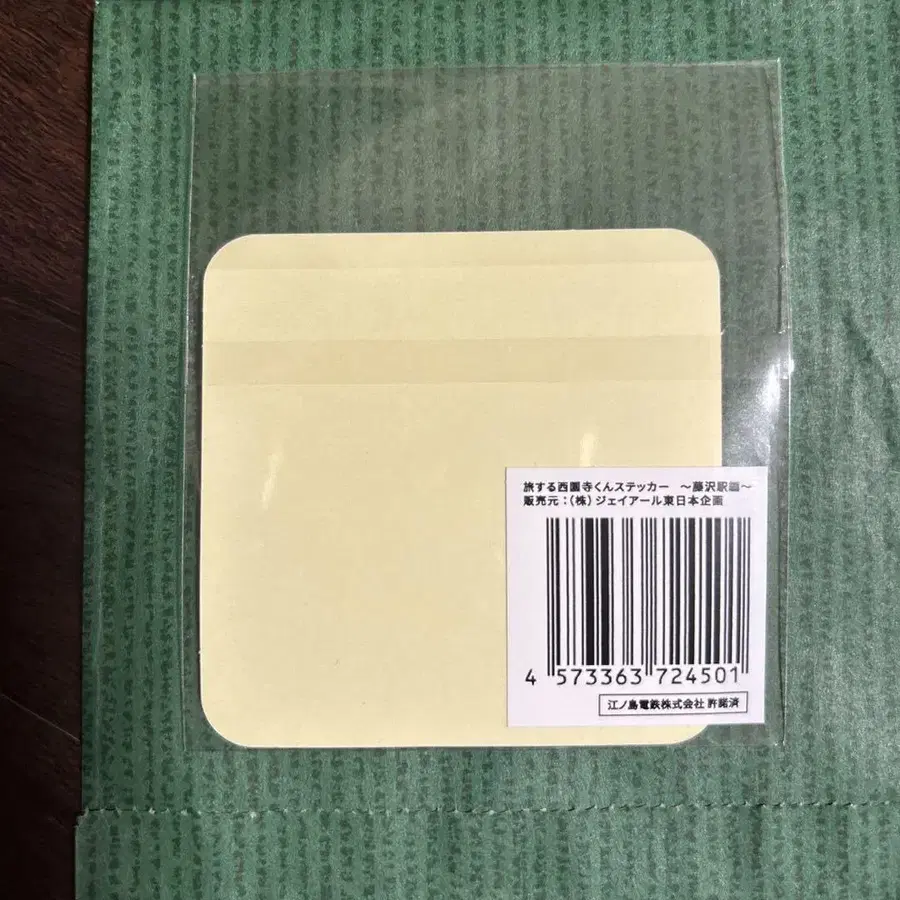 旅する西園寺くんステッカー　～藤沢駅編～
販売元：（株）ジェイアール東日本企画
4 573363 724501
江ノ島電鉄株式会社 許諾済